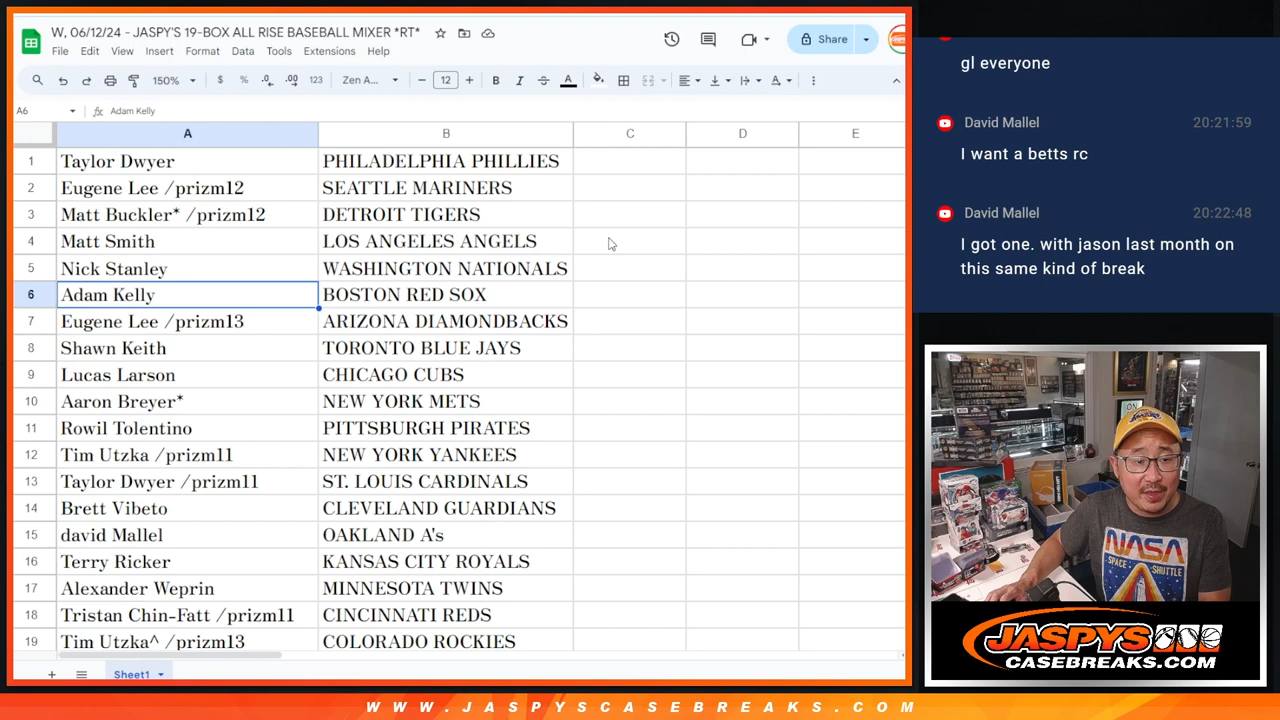 W, 06/12/24 - JASPY'S 19-BOX ALL RISE BASEBALL MIXER *RT*
File Edit View Insert Format Data Tools Extensions Help
Share
150% $ % .0 .00 123 Zen A... 12 B I A
A6 fx Adam Kelly
A B C D E
1 Taylor Dwyer PHILADELPHIA PHILLIES
2 Eugene Lee /prizm12 SEATTLE MARINERS
3 Matt Buckler* /prizm12 DETROIT TIGERS
4 Matt Smith LOS ANGELES ANGELS
5 Nick Stanley WASHINGTON NATIONALS
6 Adam Kelly BOSTON RED SOX
7 Eugene Lee /prizm13 ARIZONA DIAMONDBACKS
8 Shawn Keith TORONTO BLUE JAYS
9 Lucas Larson CHICAGO CUBS
10 Aaron Breyer* NEW YORK METS
11 Rowil Tolentino PITTSBURGH PIRATES
12 Tim Utzka /prizm11 NEW YORK YANKEES
13 Taylor Dwyer /prizm11 ST. LOUIS CARDINALS
14 Brett Vibeto CLEVELAND GUARDIANS
15 david Mallel OAKLAND A's
16 Terry Ricker KANSAS CITY ROYALS
17 Alexander Weprin MINNESOTA TWINS
18 Tristan Chin-Fatt /prizm11 CINCINNATI REDS
19 Tim Utzka^ /prizm13 COLORADO ROCKIES
Sheet1
gl everyone
David Mallel 20:21:59
I want a betts rc
David Mallel 20:22:48
I got one. with jason last month on
this same kind of break
NASA
SPACE SHUTTLE
JASPYS
CASEBREAKS.COM
WWW.JASPYSCASEBREAKS.COM